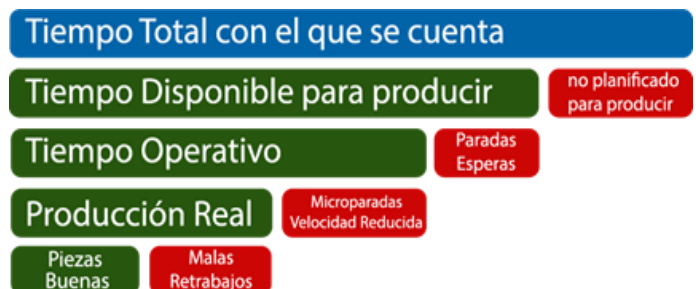 Tiempo Total con el que se cuenta
Tiempo Disponible para producir
no planificado
para producir
Tiempo Operativo
Paradas
Esperas
Producción Real
Microparadas
Velocidad Reducida
Piezas
Buenas
Malas
Retrabajos